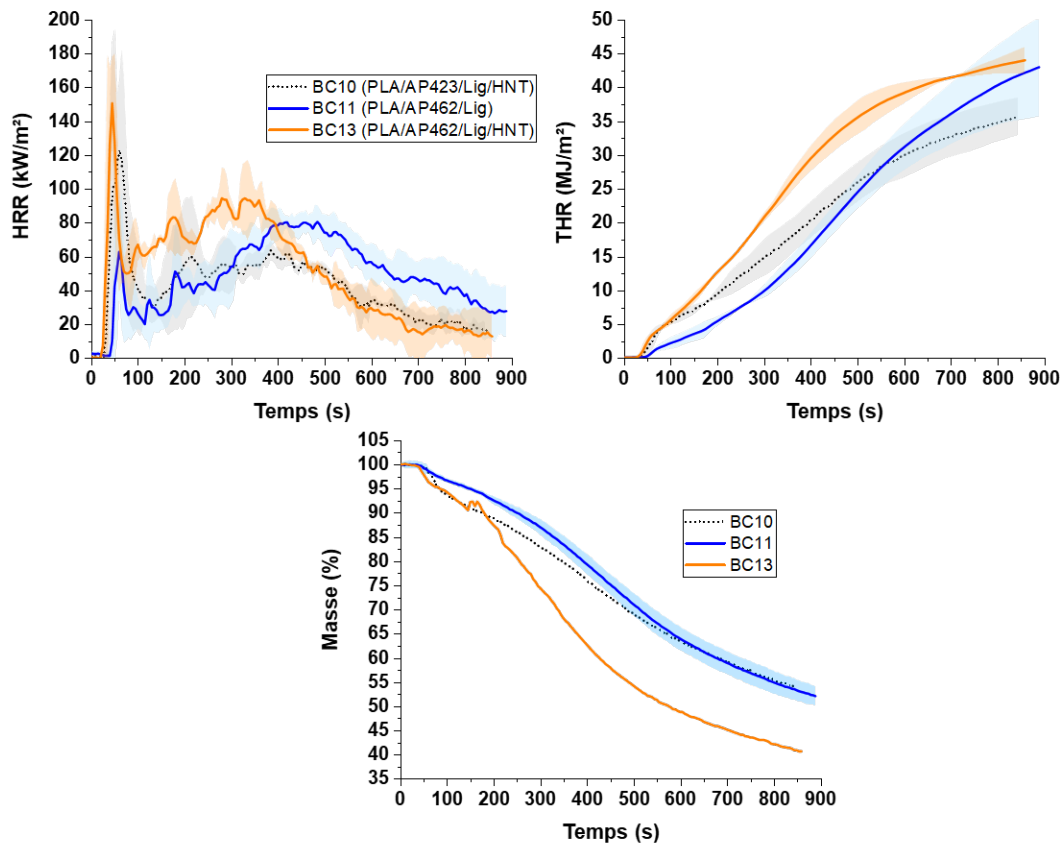 200
180
160
140
120
100
80
60
40
20
0
HRR (kW/m²)
0 100 200 300 400 500 600 700 800 900
Temps (s)
BC10 (PLA/AP423/Lig/HNT)
BC11 (PLA/AP462/Lig)
BC13 (PLA/AP462/Lig/HNT)
50
45
40
35
30
25
20
15
10
5
0
THR (MJ/m²)
0 100 200 300 400 500 600 700 800 900
Temps (s)
105
100
95
90
85
80
75
70
65
60
55
50
45
40
35
Masse (%)
0 100 200 300 400 500 600 700 800 900
Temps (s)
BC10
BC11
BC13